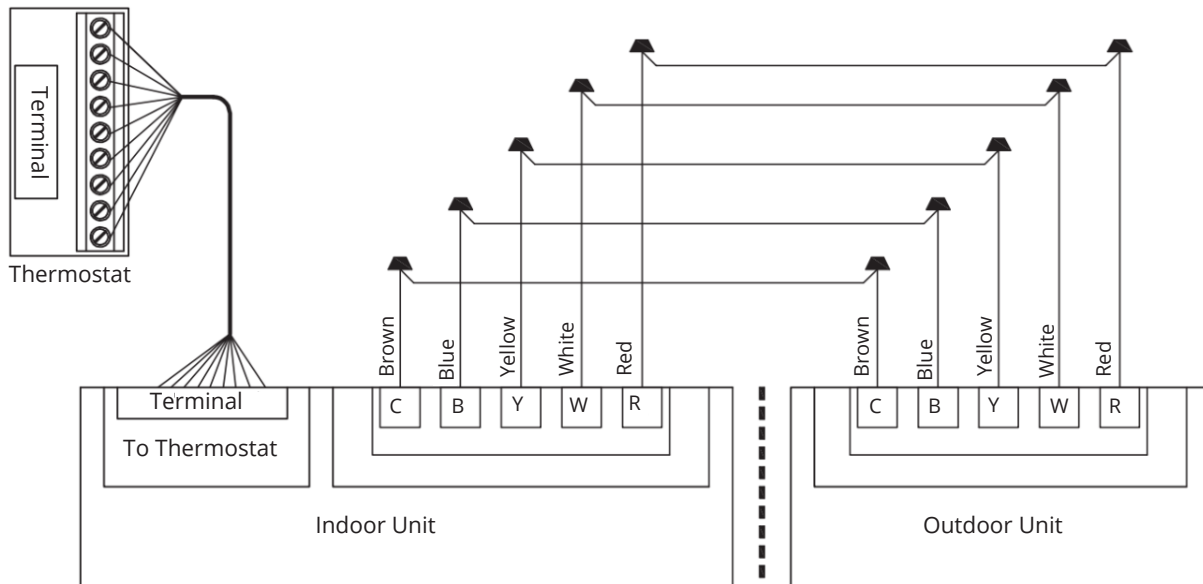 Terminal
Thermostat
Brown Blue Yellow White Red
Brown Blue Yellow White Red
Terminal
C B Y W R
C B Y W R
To Thermostat
Indoor Unit
Outdoor Unit